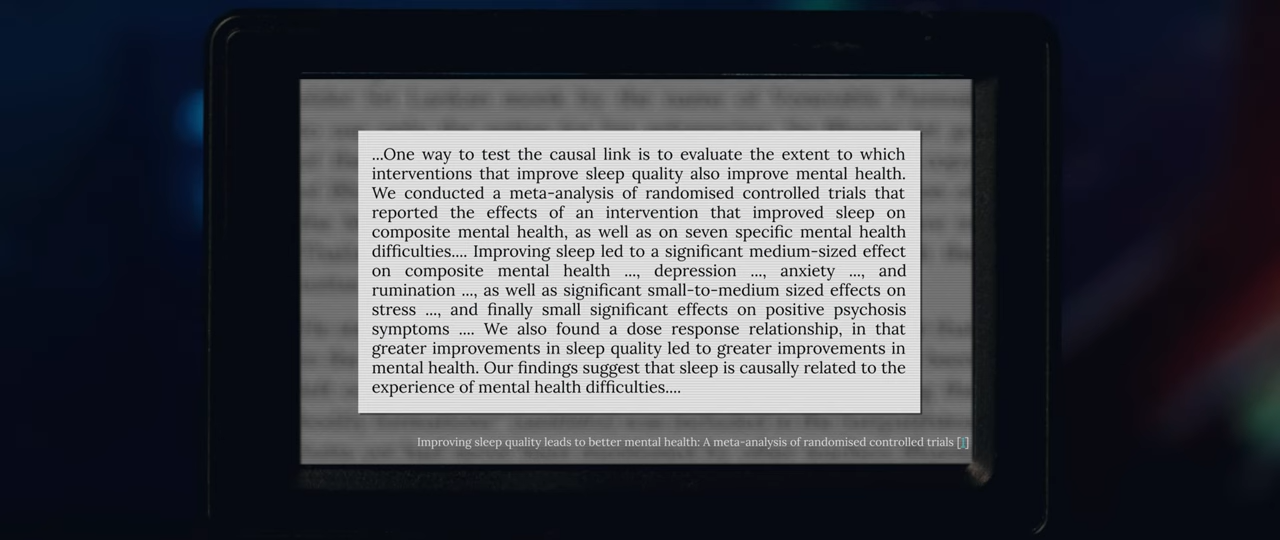 ...One way to test the causal link is to evaluate the extent to which
interventions that improve sleep quality also improve mental health.
We conducted a meta-analysis of randomised controlled trials that
reported the effects of an intervention that improved sleep on
composite mental health, as well as on seven specific mental health
difficulties.... Improving sleep led to a significant medium-sized effect
on composite mental health ..., depression ..., anxiety ..., and
rumination ..., as well as significant small-to-medium sized effects on
stress ..., and finally small significant effects on positive psychosis
symptoms .... We also found a dose response relationship, in that
greater improvements in sleep quality led to greater improvements in
mental health. Our findings suggest that sleep is causally related to the
experience of mental health difficulties....
Improving sleep quality leads to better mental health: A meta-analysis of randomised controlled trials [1]